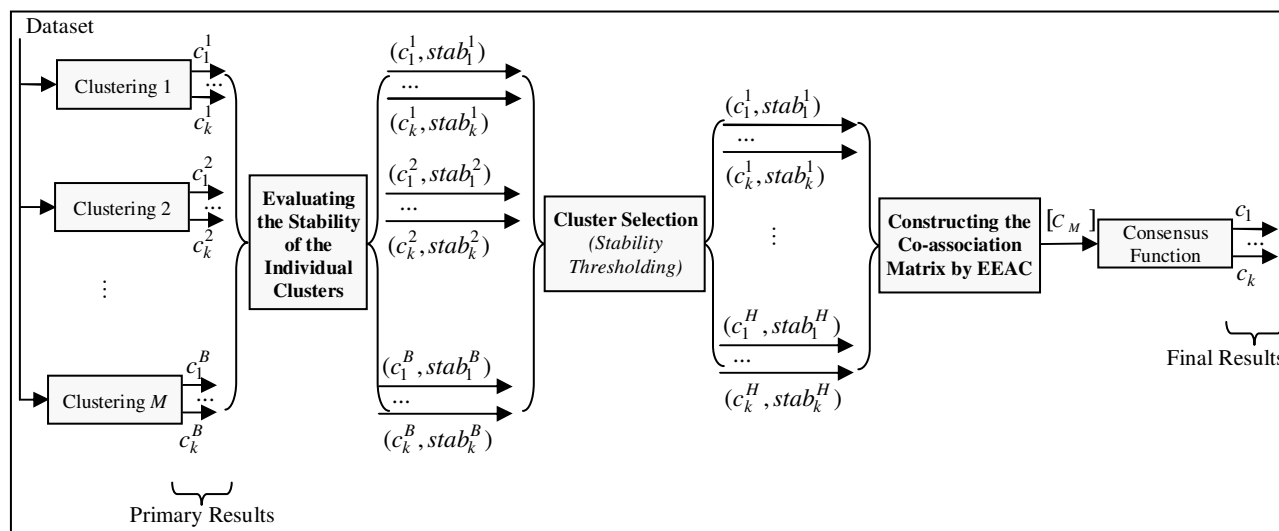 Dataset
Clustering 1
c_1^1
...
c_k^1
Clustering 2
c_1^2
...
c_k^2
⋮
Clustering M
c_1^B
...
c_k^B
Primary Results
Evaluating
the Stability
of the
Individual
Clusters
(c_1^1, stab_1^1)
...
(c_k^1, stab_k^1)
(c_1^2, stab_1^2)
...
(c_k^2, stab_k^2)
(c_1^B, stab_1^B)
...
(c_k^B, stab_k^B)
Cluster Selection
(Stability
Thresholding)
(c_1^1, stab_1^1)
...
(c_k^1, stab_k^1)
⋮
(c_1^H, stab_1^H)
...
(c_k^H, stab_k^H)
Constructing the
Co-association
Matrix by EEAC
[C_M]
Consensus
Function
c_1
...
c_k
Final Results